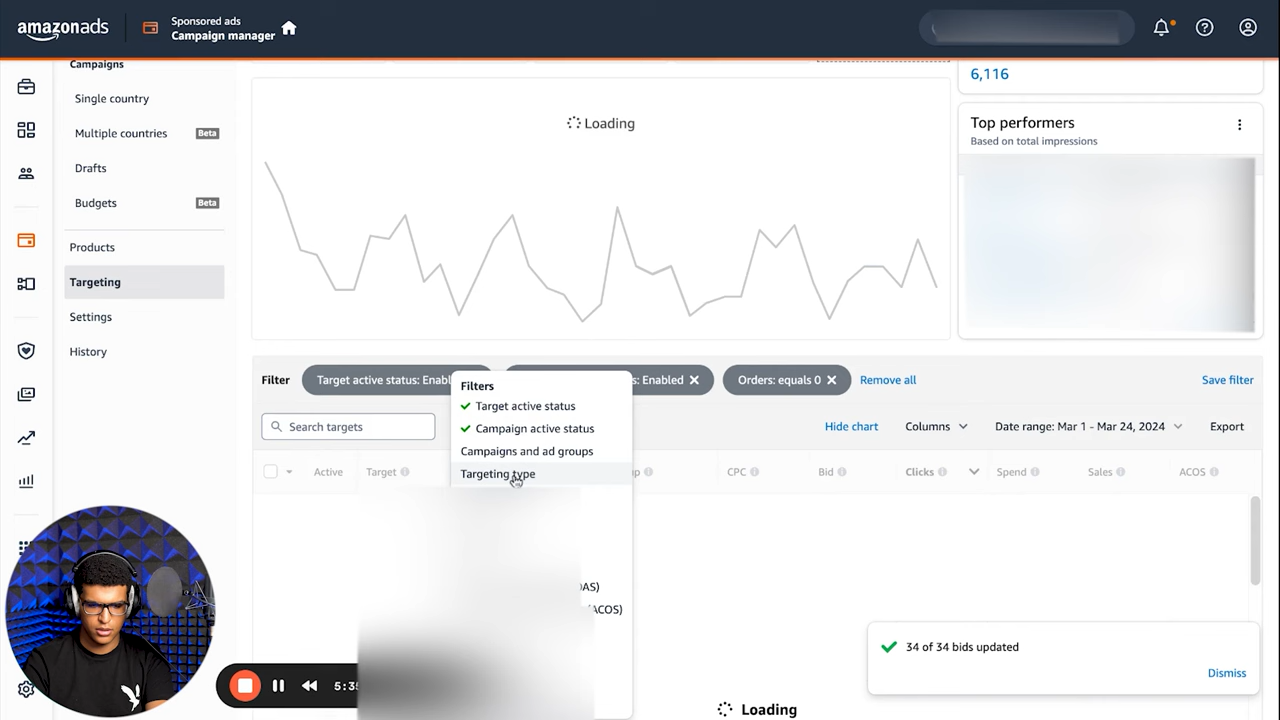 amazonads
Sponsored ads
Campaign manager
Campaigns
Single country
Multiple countries Beta
Drafts
Budgets Beta
Products
Targeting
Settings
History
Loading
6,116
Top performers
Based on total impressions
Filter Target active status: Enabl s: Enabled Orders: equals 0 Remove all Save filter
Filters
Target active status
Campaign active status
Campaigns and ad groups
Targeting type
AS)
(ACOS)
Search targets Hide chart Columns Date range: Mar 1 - Mar 24, 2024 Export
Active Target CPC Bid Clicks Spend Sales ACOS
34 of 34 bids updated
Dismiss
5:35
Loading